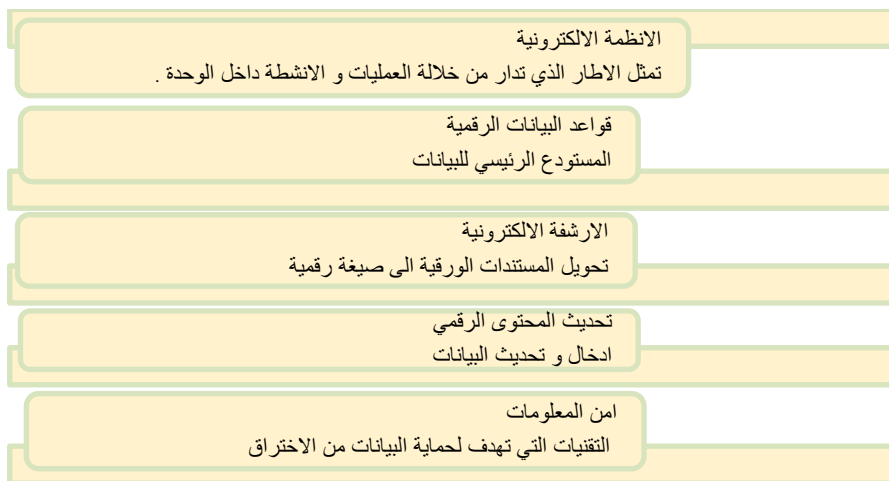 الانظمة الالكترونية
تمثل الاطار الذي تدار من خلالة العمليات و الانشطة داخل الوحدة .
قواعد البيانات الرقمية
المستودع الرئيسي للبيانات
الارشفة الالكترونية
تحويل المستندات الورقية الى صيغة رقمية
تحديث المحتوى الرقمي
ادخال و تحديث البيانات
امن المعلومات
التقنيات التي تهدف لحماية البيانات من الاختراق